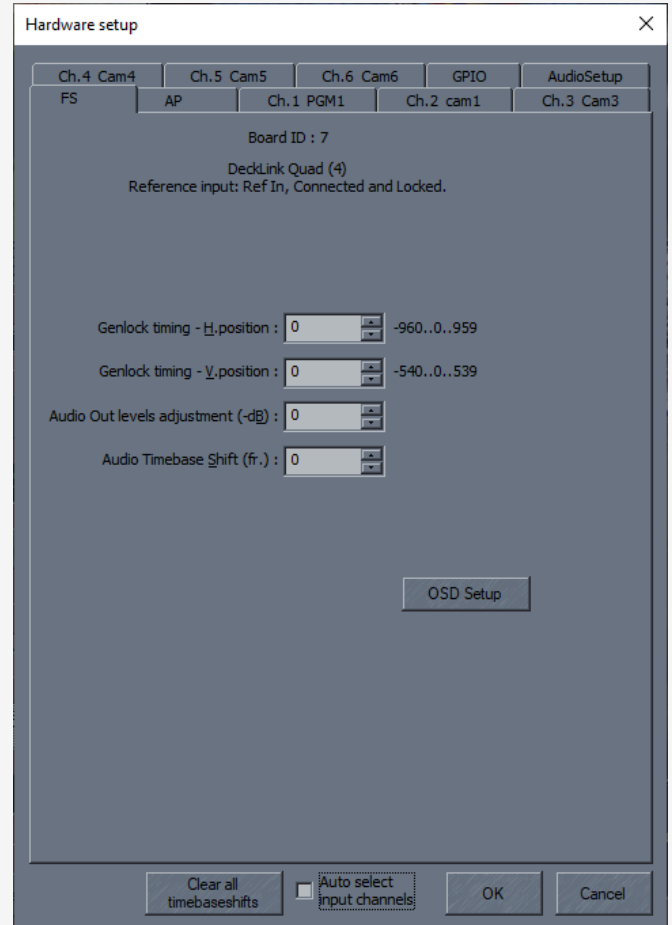 Hardware setup
Ch.4 Cam4
Ch.5 Cam5
Ch.6 Cam6
GPIO
AudioSetup
FS
AP
Ch.1 PGM1
Ch.2 cam1
Ch.3 Cam3
Board ID : 7
DeckLink Quad (4)
Reference input: Ref In, Connected and Locked.
Genlock timing - H.position : 0 -960..0..959
Genlock timing - V.position : 0 -540..0..539
Audio Out levels adjustment (-dB) : 0
Audio Timebase Shift (fr.) : 0
OSD Setup
Clear all
timebaseshifts
Auto select
input channels
OK
Cancel